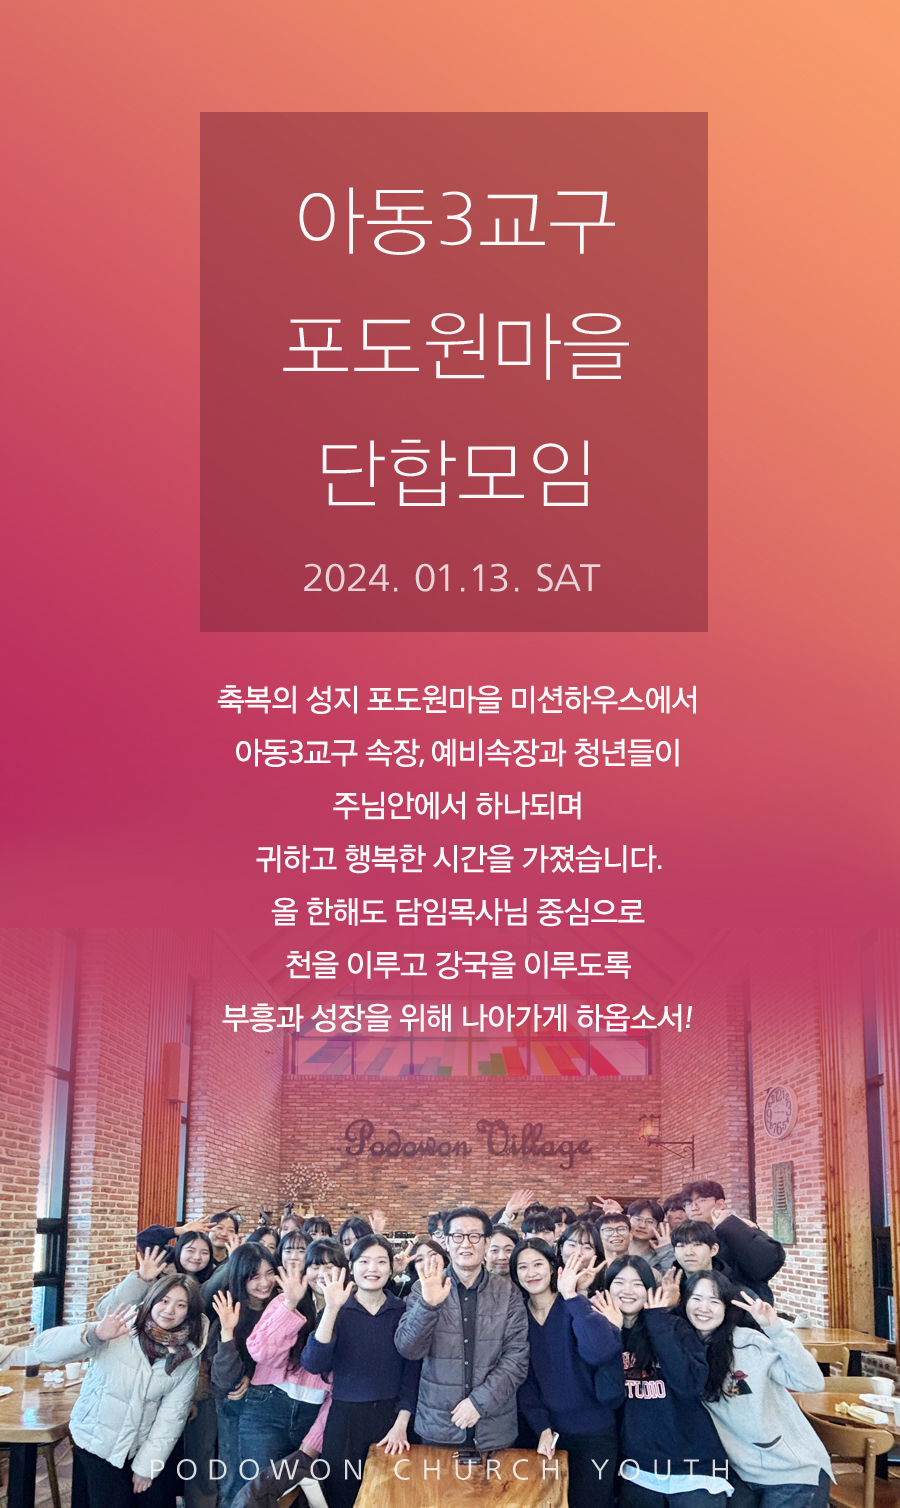 아동3교구
포도원마을
단합모임
2024. 01.13. SAT
축복의 성지 포도원마을 미션하우스에서
아동3교구 속장, 예비속장과 청년들이
주님안에서 하나되며
귀하고 행복한 시간을 가졌습니다.
올 한해도 담임목사님 중심으로
천을 이루고 강국을 이루도록
부흥과 성장을 위해 나아가게 하옵소서!
Podowon Village
STUDIO
PODOWON CHURCH YOUTH